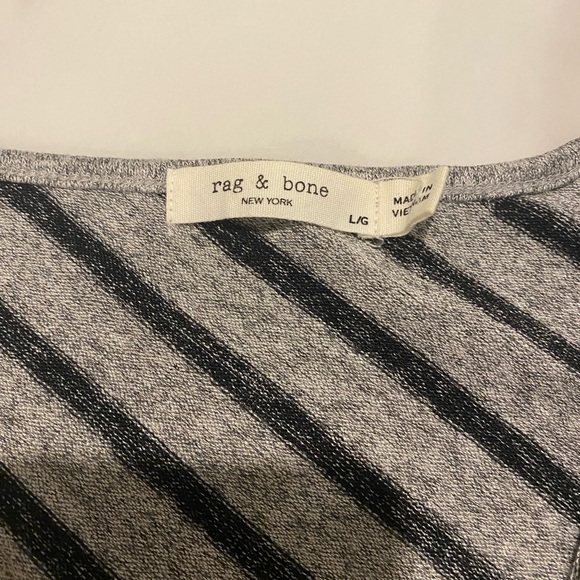 rag & bone
NEW YORK
L/G
MADE IN
VIETNAM